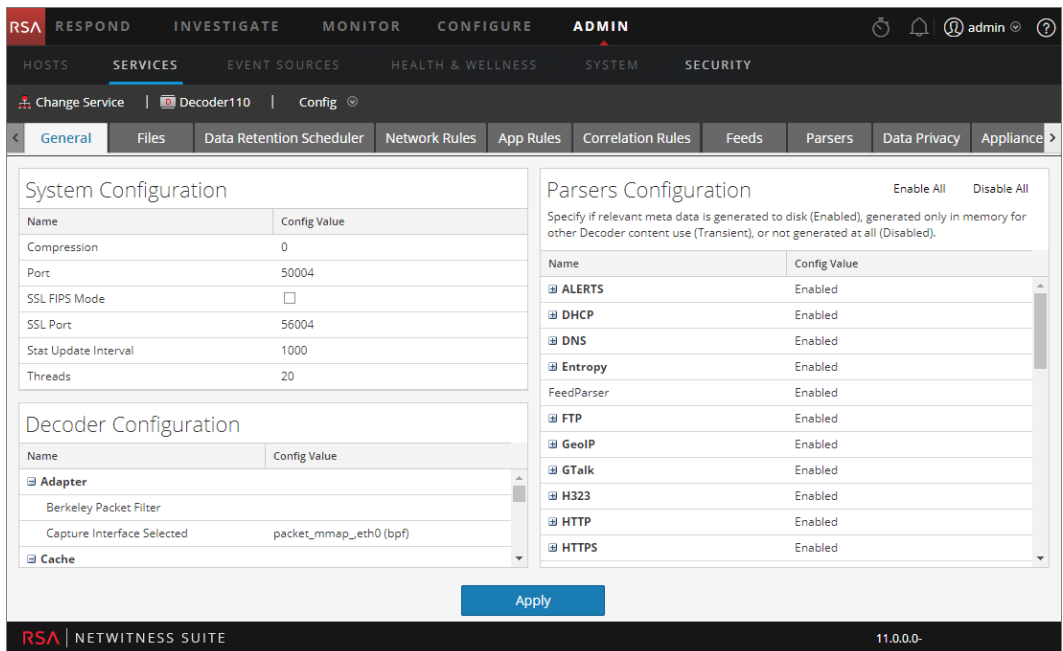 RSA RESPOND INVESTIGATE MONITOR CONFIGURE ADMIN admin ?
HOSTS SERVICES EVENT SOURCES HEALTH & WELLNESS SYSTEM SECURITY
Change Service | Decoder110 | Config
General Files Data Retention Scheduler Network Rules App Rules Correlation Rules Feeds Parsers Data Privacy Appliance
System Configuration
Name Config Value
Compression 0
Port 50004
SSL FIPS Mode
SSL Port 56004
Stat Update Interval 1000
Threads 20
Decoder Configuration
Name Config Value
Adapter
Berkeley Packet Filter
Capture Interface Selected packet_mmap_,eth0 (bpf)
Cache
Parsers Configuration Enable All Disable All
Specify if relevant meta data is generated to disk (Enabled), generated only in memory for
other Decoder content use (Transient), or not generated at all (Disabled).
Name Config Value
ALERTS Enabled
DHCP Enabled
DNS Enabled
Entropy Enabled
FeedParser Enabled
FTP Enabled
GeoIP Enabled
GTalk Enabled
H323 Enabled
HTTP Enabled
HTTPS Enabled
Apply
RSA | NETWITNESS SUITE 11.0.0.0-